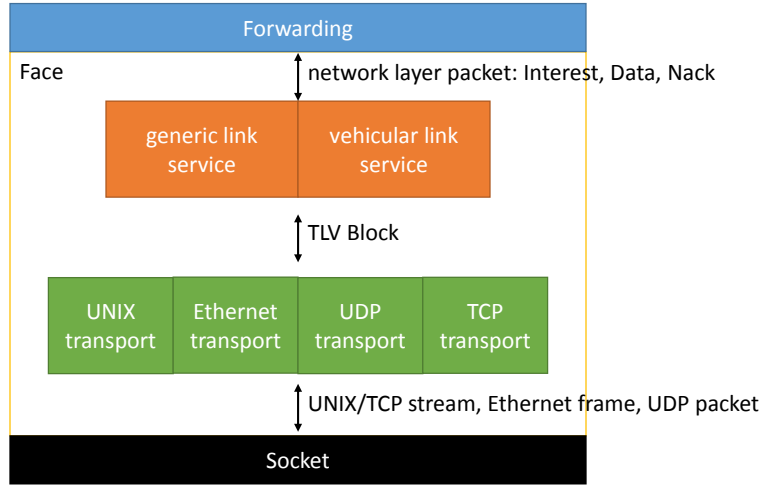 Forwarding
Face
network layer packet: Interest, Data, Nack
generic link
service
vehicular link
service
TLV Block
UNIX
transport
Ethernet
transport
UDP
transport
TCP
transport
UNIX/TCP stream, Ethernet frame, UDP packet
Socket